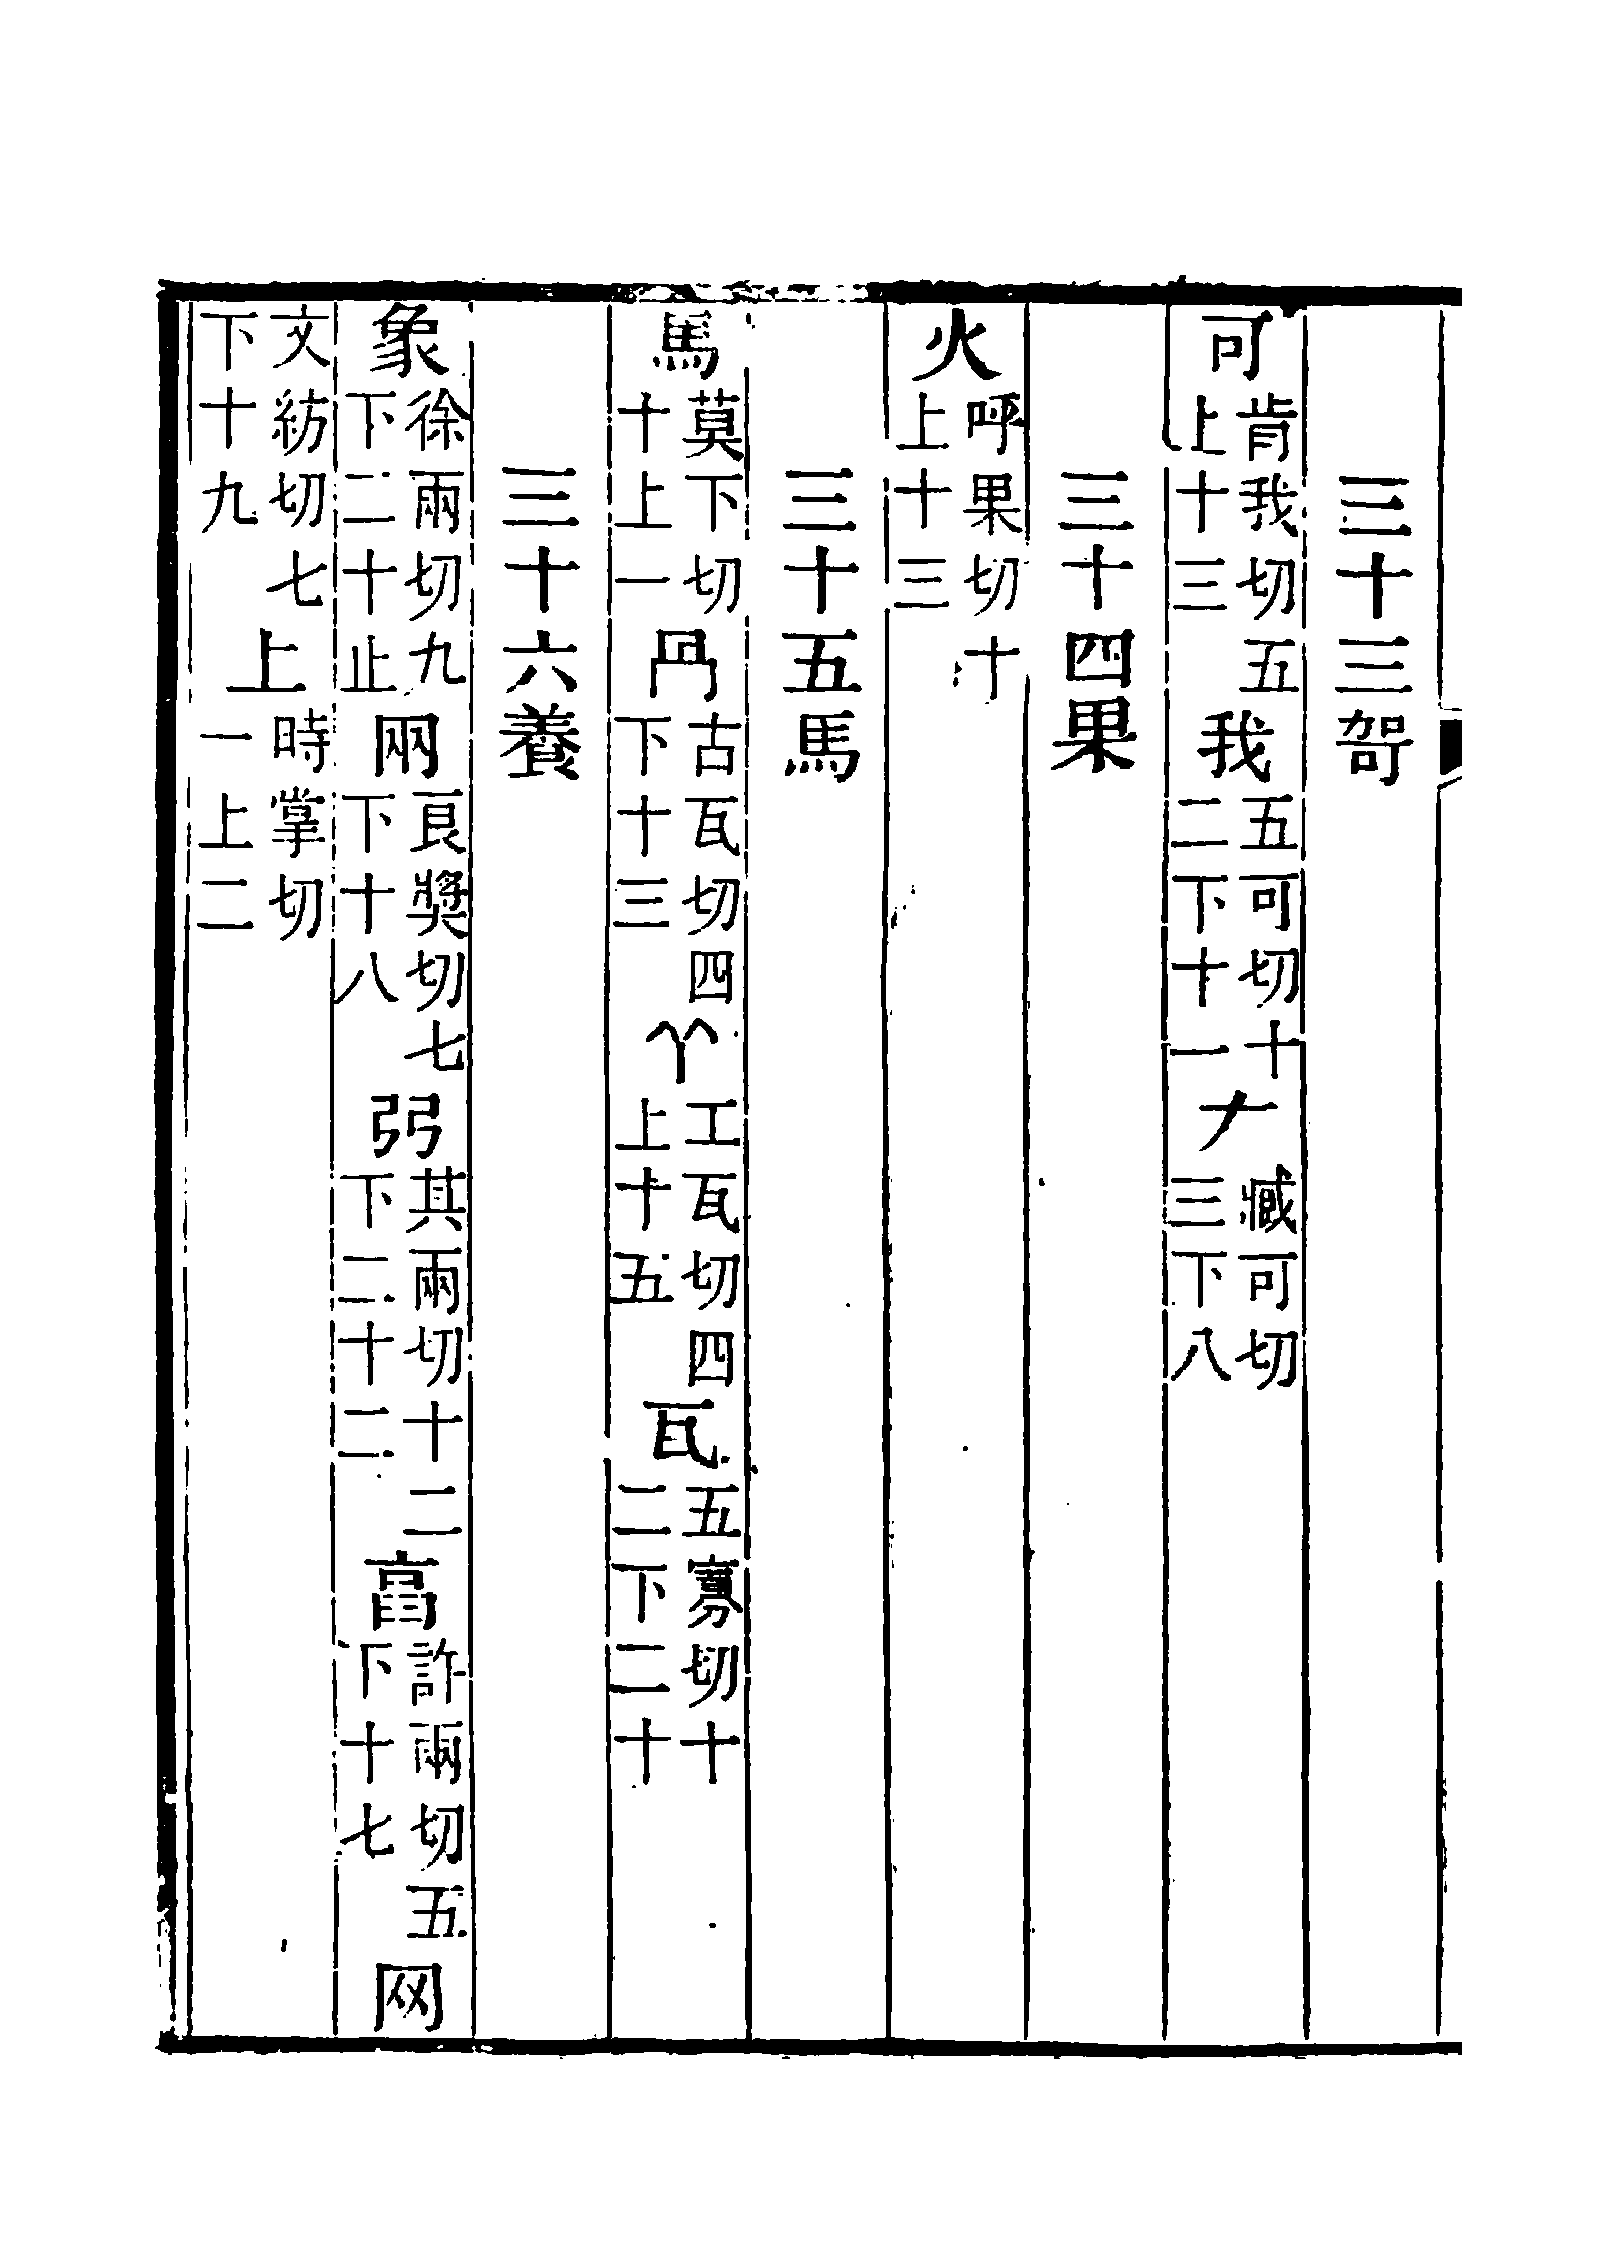 三十三哿
可肯我切五上十三我五可切十二下十一𠂇臧可切三下八
三十四果
火呼果切十上十三
三十五馬
馬莫下切十上一冎古瓦切四下十三𦫳工瓦切四上十五瓦五寡切十二下二十
三十六養
象徐兩切九下二十止兩良奬切七下十八弜其兩切十二下二十二亯許兩切五下十七网
文紡切七下十九上時掌切一上二